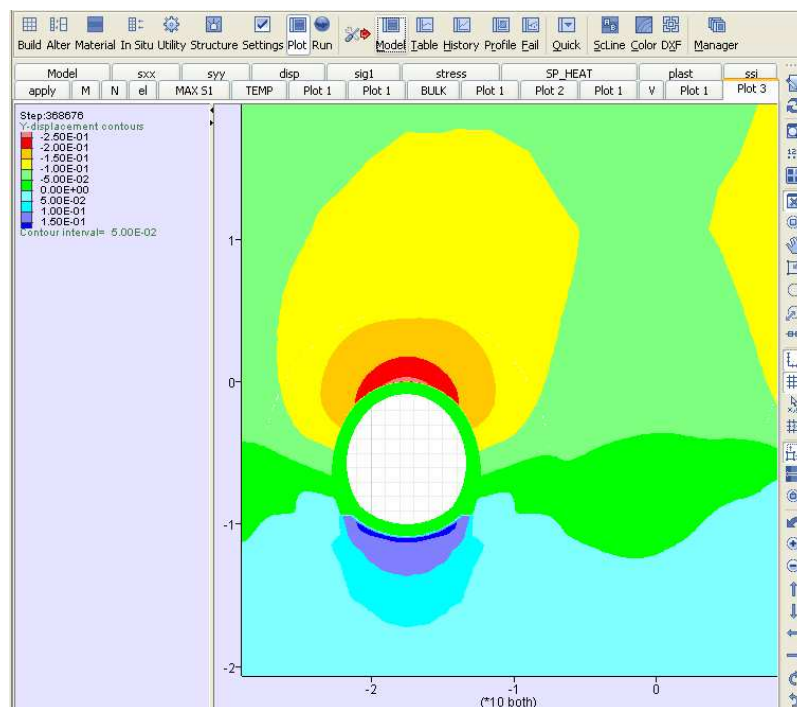 Build Alter Material In Situ Utility Structure Settings Plot Run Model Table History Profile Fail Quick ScLine Color DXF Manager
Model sxx syy disp sig1 stress SP_HEAT plast ssi
apply M N el MAX S1 TEMP Plot 1 Plot 1 BULK Plot 1 Plot 2 Plot 1 V Plot 1 Plot 3
Step:368676
Y-displacement contours
-2.50E-01
-2.00E-01
-1.50E-01
-1.00E-01
-5.00E-02
0.00E+00
5.00E-02
1.00E-01
1.50E-01
Contour interval= 5.00E-02
1
0
-1
-2
-2 -1 0
(*10 both)